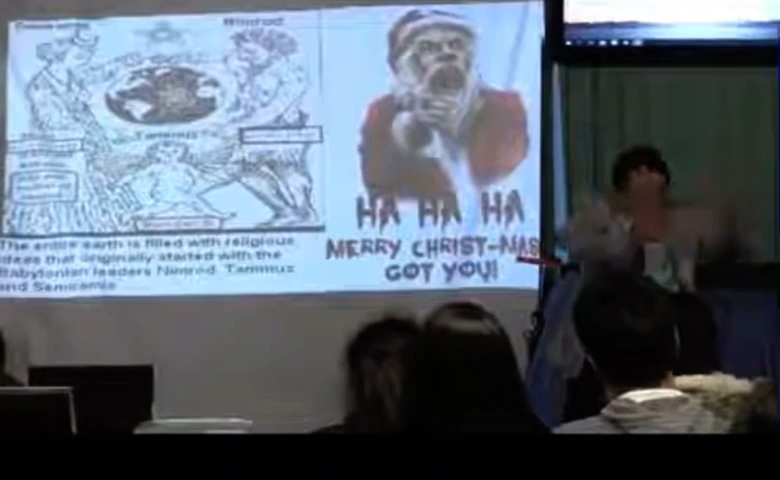 Nimrod
Tammuz
The entire earth is filled with religious
ideas that originally started with the
Babylonian leaders Nimrod, Tammuz
and Semiramis
HA HA HA
MERRY CHRIST-MAS
GOT YOU!